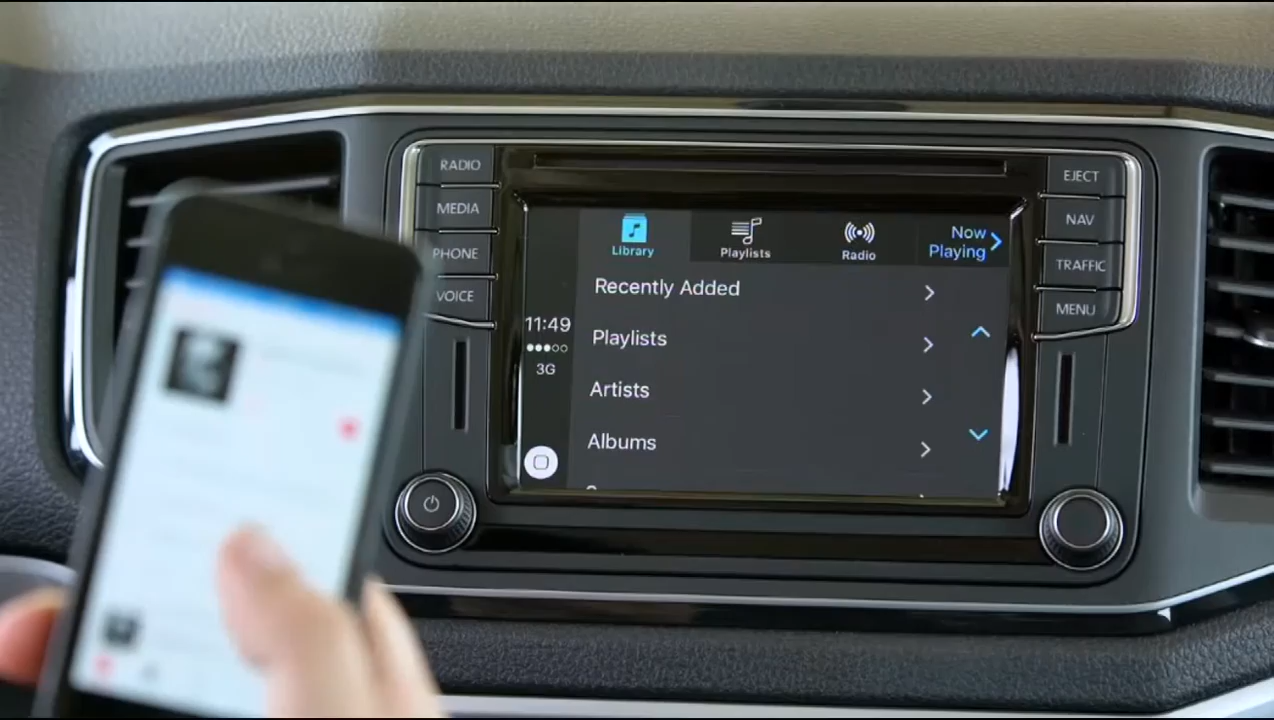 RADIO
MEDIA
PHONE
VOICE
EJECT
NAV
TRAFFIC
MENU
Library
Playlists
Radio
Now
Playing
Recently Added
Playlists
Artists
Albums
11:49
3G